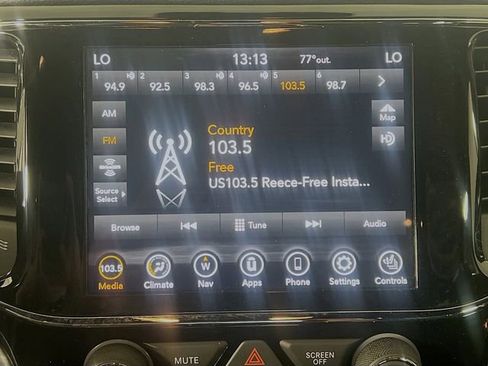 LO 13:13 77°out. LO
1 94.9 2 92.5 3 98.3 4 96.5 5 103.5 6 98.7
AM
Map
Country
FM
103.5
HD
Free
SiriusXM
US103.5 Reece-Free Insta...
Source
Select
Browse Tune Audio
103.5 W
Media Climate Nav Apps Phone Settings Controls
MUTE SCREEN
OFF